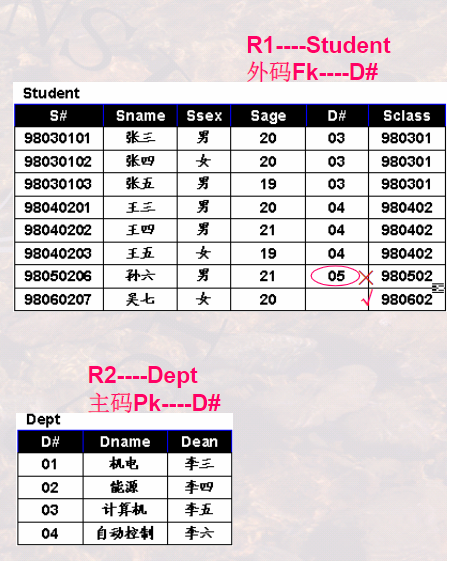 R1----Student
外码Fk----D#
Student
S# Sname Ssex Sage D# Sclass
98030101 张三 男 20 03 980301
98030102 张四 女 20 03 980301
98030103 张五 男 19 03 980301
98040201 王三 男 20 04 980402
98040202 王四 男 21 04 980402
98040203 王五 女 19 04 980402
98050206 孙六 男 21 05 980502
98060207 吴七 女 20 980602
R2----Dept
主码Pk----D#
Dept
D# Dname Dean
01 机电 李三
02 能源 李四
03 计算机 李五
04 自动控制 李六